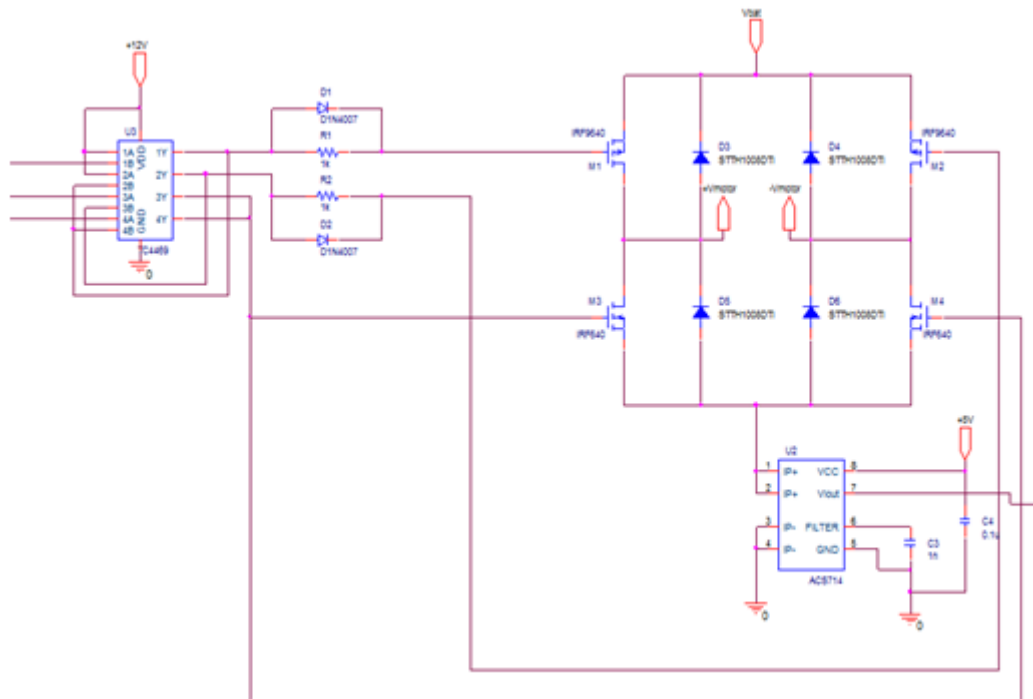 Vbat
+12V
D1
D1N4007
U3
R1
1k
IRF9640
M1
D3
STTH1008DTI
D4
STTH1008DTI
IRF9640
M2
1A
1B
2A
2B
3A
3B
4A
4B
VDD
GND
1Y
2Y
3Y
4Y
R2
1k
+Vmotor
-Vmotor
D2
D1N4007
TC4469
0
M3
IRF640
D5
STTH1008DTI
D6
STTH1008DTI
M4
IRF640
+5V
U2
1
IP+
VCC
8
2
IP+
VIout
7
3
IP-
FILTER
6
4
IP-
GND
5
C4
0.1u
C3
1n
ACS714
0
0